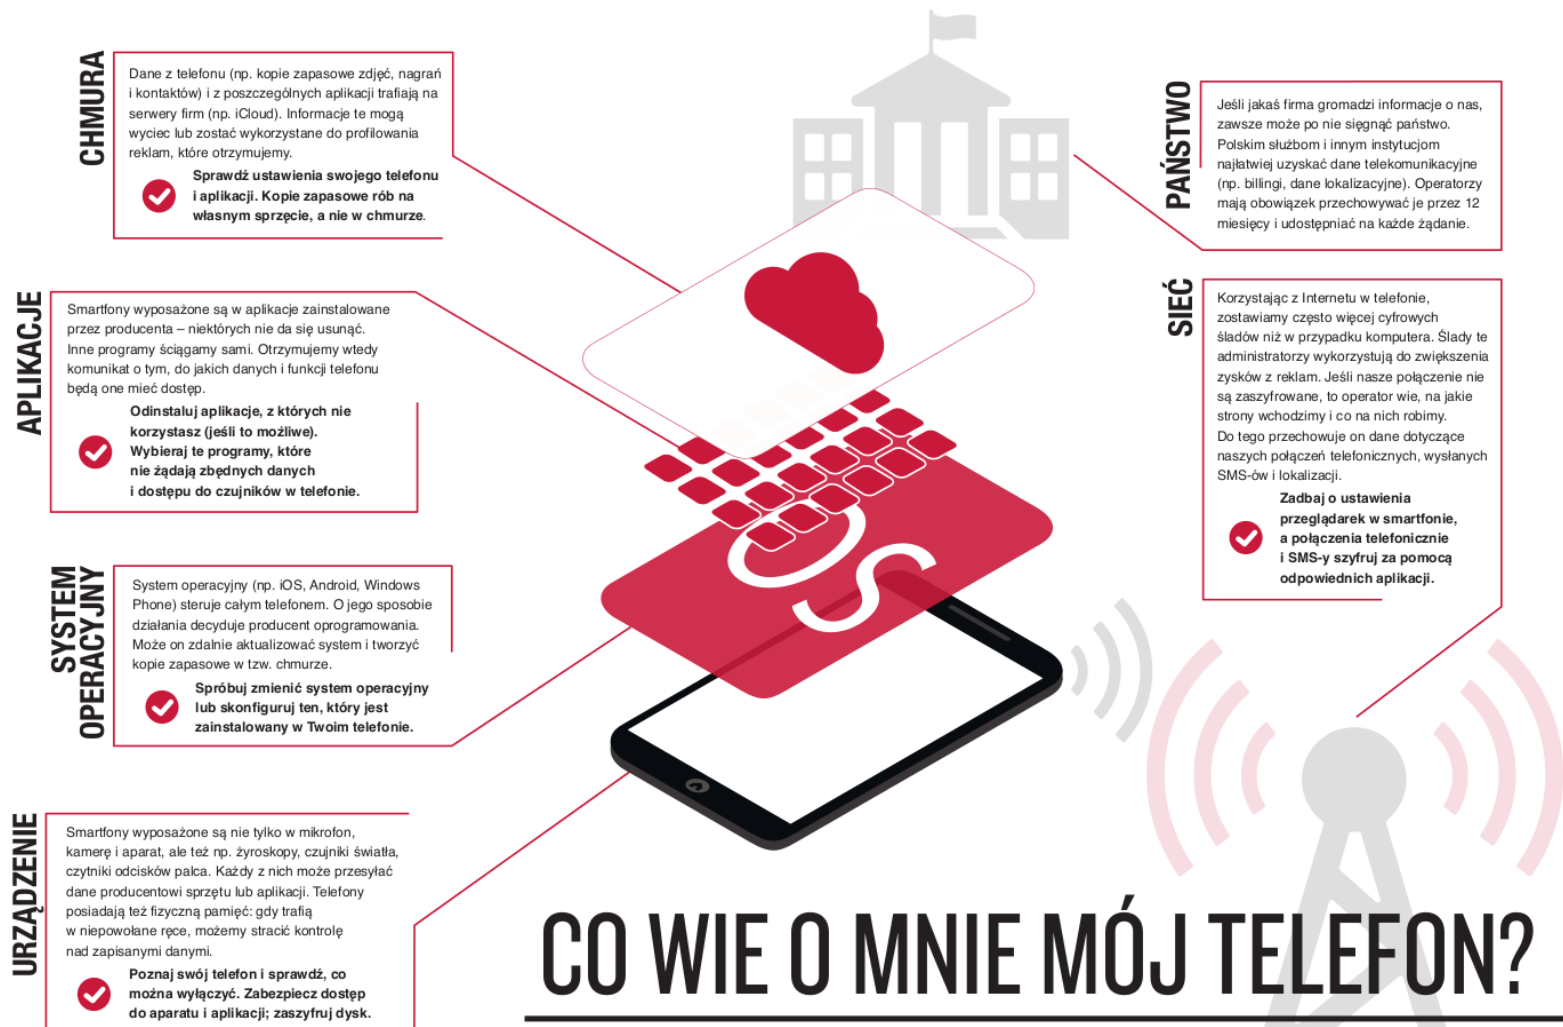 CHMURA
Dane z telefonu (np. kopie zapasowe zdjęć, nagrań
i kontaktów) i z poszczególnych aplikacji trafiają na
serwery firm (np. iCloud). Informacje te mogą
wyciec lub zostać wykorzystane do profilowania
reklam, które otrzymujemy.
Sprawdź ustawienia swojego telefonu
i aplikacji. Kopie zapasowe rób na
własnym sprzęcie, a nie w chmurze.
APLIKACJE
Smartfony wyposażone są w aplikacje zainstalowane
przez producenta – niektórych nie da się usunąć.
Inne programy ściągamy sami. Otrzymujemy wtedy
komunikat o tym, do jakich danych i funkcji telefonu
będą one mieć dostęp.
Odinstaluj aplikacje, z których nie
korzystasz (jeśli to możliwe).
Wybieraj te programy, które
nie żądają zbędnych danych
i dostępu do czujników w telefonie.
SYSTEM
OPERACYJNY
System operacyjny (np. iOS, Android, Windows
Phone) steruje całym telefonem. O jego sposobie
działania decyduje producent oprogramowania.
Może on zdalnie aktualizować system i tworzyć
kopie zapasowe w tzw. chmurze.
Spróbuj zmienić system operacyjny
lub skonfiguruj ten, który jest
zainstalowany w Twoim telefonie.
URZĄDZENIE
Smartfony wyposażone są nie tylko w mikrofon,
kamerę i aparat, ale też np. żyroskopy, czujniki światła,
czytniki odcisków palca. Każdy z nich może przesyłać
dane producentowi sprzętu lub aplikacji. Telefony
posiadają też fizyczną pamięć: gdy trafią
w niepowołane ręce, możemy stracić kontrolę
nad zapisanymi danymi.
Poznaj swój telefon i sprawdź, co
można wyłączyć. Zabezpiecz dostęp
do aparatu i aplikacji; zaszyfruj dysk.
OS
PAŃSTWO
Jeśli jakaś firma gromadzi informacje o nas,
zawsze może po nie sięgnąć państwo.
Polskim służbom i innym instytucjom
najłatwiej uzyskać dane telekomunikacyjne
(np. billingi, dane lokalizacyjne). Operatorzy
mają obowiązek przechowywać je przez 12
miesięcy i udostępniać na każde żądanie.
SIEĆ
Korzystając z Internetu w telefonie,
zostawiamy często więcej cyfrowych
śladów niż w przypadku komputera. Ślady te
administratorzy wykorzystują do zwiększenia
zysków z reklam. Jeśli nasze połączenie nie
są zaszyfrowane, to operator wie, na jakie
strony wchodzimy i co na nich robimy.
Do tego przechowuje on dane dotyczące
naszych połączeń telefonicznych, wysłanych
SMS-ów i lokalizacji.
Zadbaj o ustawienia
przeglądarek w smartfonie,
a połączenia telefonicznie
i SMS-y szyfruj za pomocą
odpowiednich aplikacji.
CO WIE O MNIE MÓJ TELEFON?